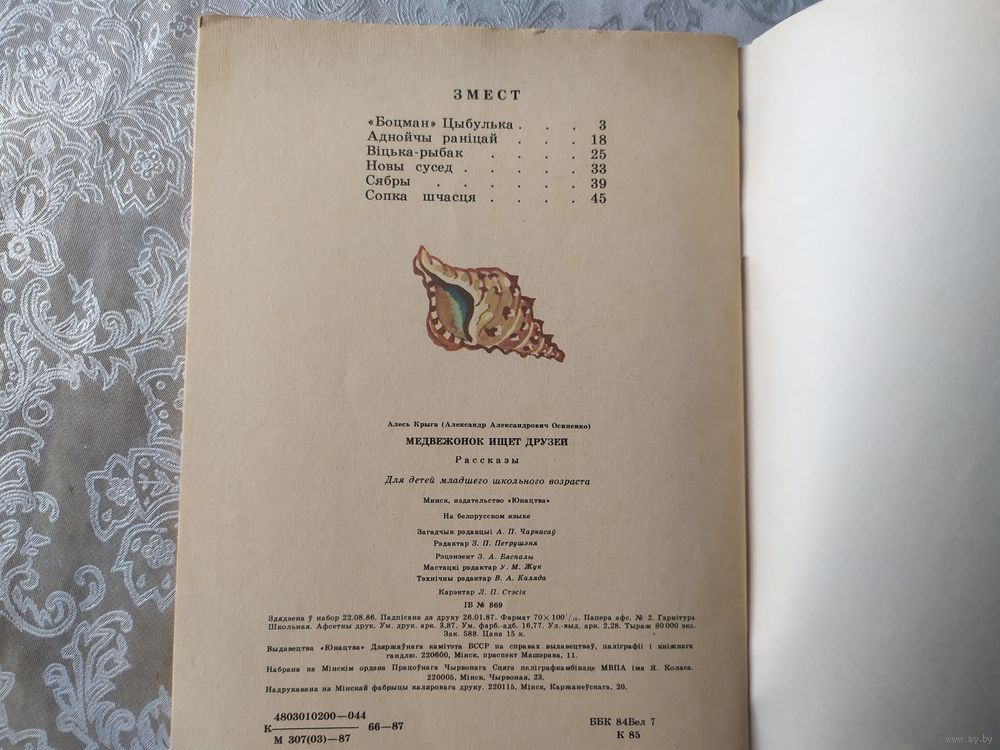 ЗМЕСТ
«Боцман» Цыбулька . . . 3
Аднойчы раніцай . . . 18
Віцька-рыбак . . . . 25
Новы сусед . . . . . 33
Сябры . . . . . . 39
Сопка шчасця . . . . 45
Алесь Крыга (Александр Александрович Осипенко)
МЕДВЕЖОНОК ИЩЕТ ДРУЗЕЙ
Рассказы
Для детей младшего школьного возраста
Минск, издательство «Юнацтва»
На белорусском языке
Загадчык рэдакцыі А. П. Чаркасаў
Рэдактар З. П. Петрушэня
Рэцэнзент З. А. Бяспалы
Мастацкі рэдактар У. М. Жук
Тэхнічны рэдактар В. А. Каляда
Карэктар Л. П. Стэсік
ІБ № 869
Здадзена ў набор 22.08.86. Падпісана да друку 26.01.87. Фармат 70×100 1/16. Папера афс. № 2. Гарнітура
Школьная. Афсетны друк. Ум. друк. арк. 3,87. Ум. фарб.-адб. 16,77. Ул.-выд. арк. 2,28. Тыраж 80 000 экз.
Зак. 588. Цана 15 к.
Выдавецтва «Юнацтва» Дзяржаўнага камітэта БССР па справах выдавецтваў, паліграфіі і кніжнага
гандлю. 220600, Мінск, праспект Машэрава, 11.
Набрана на Мінскім ордэна Працоўнага Чырвонага Сцяга паліграфкамбінаце МВПА імя Я. Коласа.
220005, Мінск, Чырвоная, 23.
Надрукавана на Мінскай фабрыцы каляровага друку. 220115, Мінск, Каржанеўскага, 20.
4803010200—044
К 66—87
М 307(03)—87
ББК 84Бел 7
К 85
www.ay.by